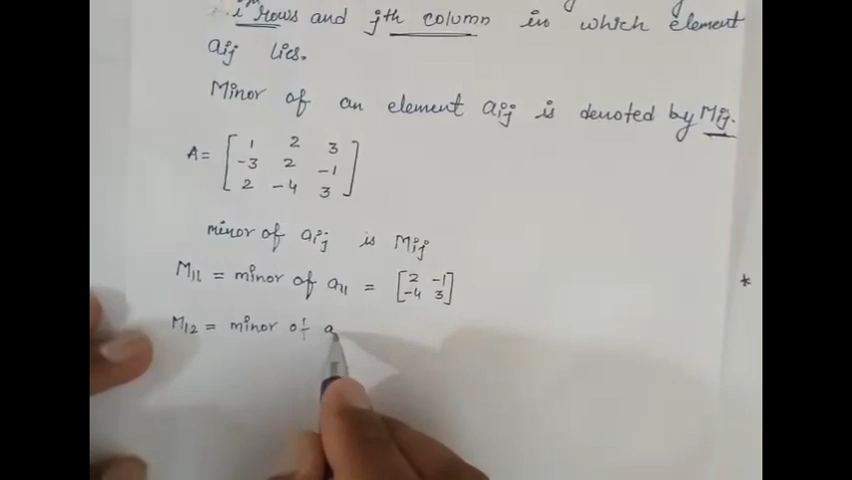 ith rows and jth column in which element
aij lies.
Minor of an element aij is denoted by Mij.
A = [ 1 2 3
-3 2 -1
2 -4 3 ]
minor of aij is Mij
M11 = minor of a11 = [ 2 -1
-4 3 ]
*
M12 = minor of a